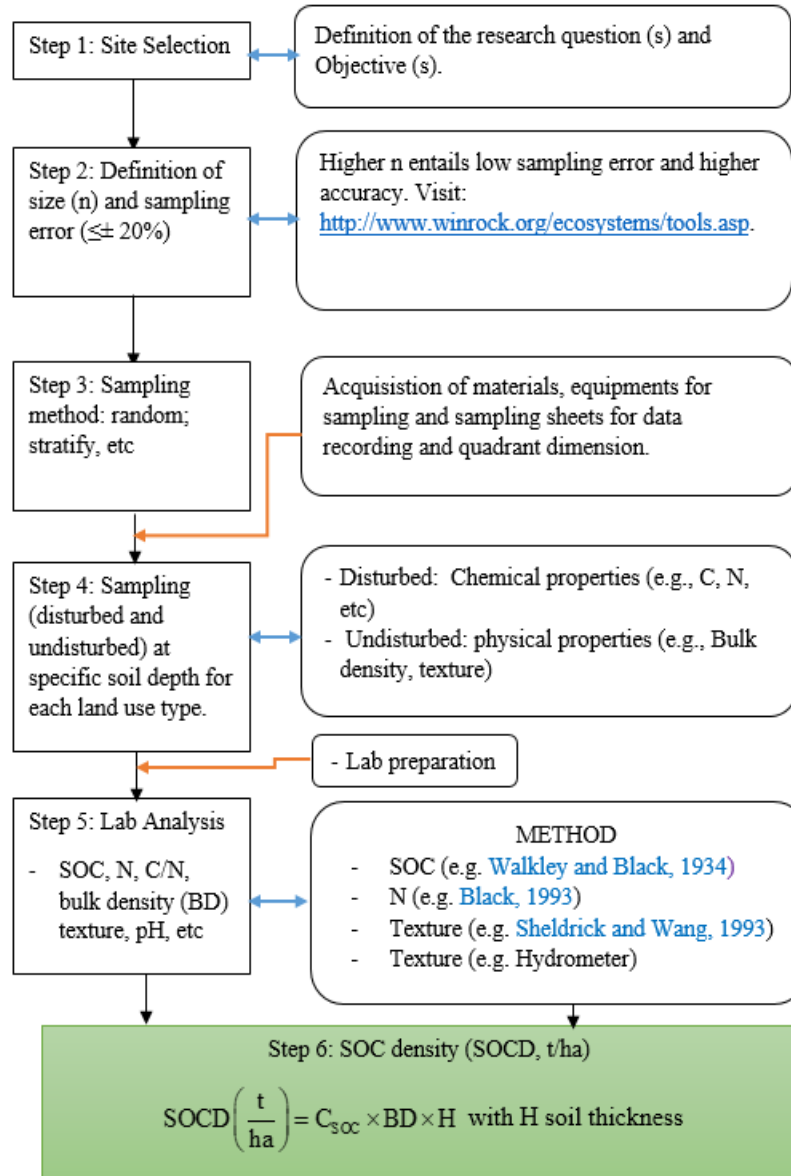 Step 1: Site Selection
Definition of the research question (s) and
Objective (s).
Step 2: Definition of
size (n) and sampling
error (≤± 20%)
Higher n entails low sampling error and higher
accuracy. Visit:
http://www.winrock.org/ecosystems/tools.asp.
Step 3: Sampling
method: random;
stratify, etc
Acquisistion of materials, equipments for
sampling and sampling sheets for data
recording and quadrant dimension.
Step 4: Sampling
(disturbed and
undisturbed) at
specific soil depth for
each land use type.
- Disturbed: Chemical properties (e.g., C, N,
etc)
- Undisturbed: physical properties (e.g., Bulk
density, texture)
- Lab preparation
Step 5: Lab Analysis
- SOC, N, C/N,
bulk density (BD)
texture, pH, etc
METHOD
- SOC (e.g. Walkley and Black, 1934)
- N (e.g. Black, 1993)
- Texture (e.g. Sheldrick and Wang, 1993)
- Texture (e.g. Hydrometer)
Step 6: SOC density (SOCD, t/ha)
SOCD (t/ha) = C_SOC × BD × H with H soil thickness